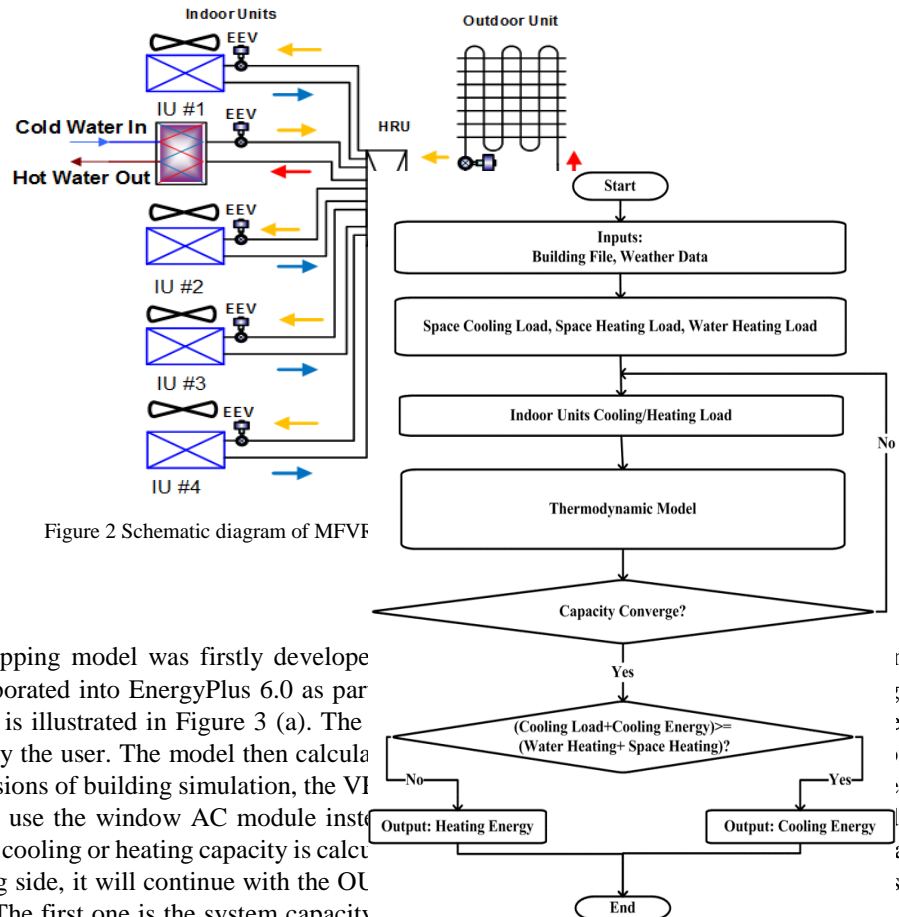 Indoor Units
Outdoor Unit
EEV
IU #1
Cold Water In
EEV
HRU
Hot Water Out
EEV
IU #2
EEV
IU #3
EEV
IU #4
Figure 2 Schematic diagram of
Start
Inputs:
Building File, Weather Data
Space Cooling Load, Space Heating Load, Water Heating Load
Indoor Units Cooling/Heating Load
No
Thermodynamic Model
Capacity Converge?
Yes
(Cooling Load+Cooling Energy)>=
(Water Heating+ Space Heating)?
No
Yes
Output: Heating Energy
Output: Cooling Energy
End
pping model was firstly develope
porated into EnergyPlus 6.0 as par
is illustrated in Figure 3 (a). The
y the user. The model then calcula
sions of building simulation, the
use the window AC module inste
cooling or heating capacity is calcu
g side, it will continue with the OU
The first one is the system capacity